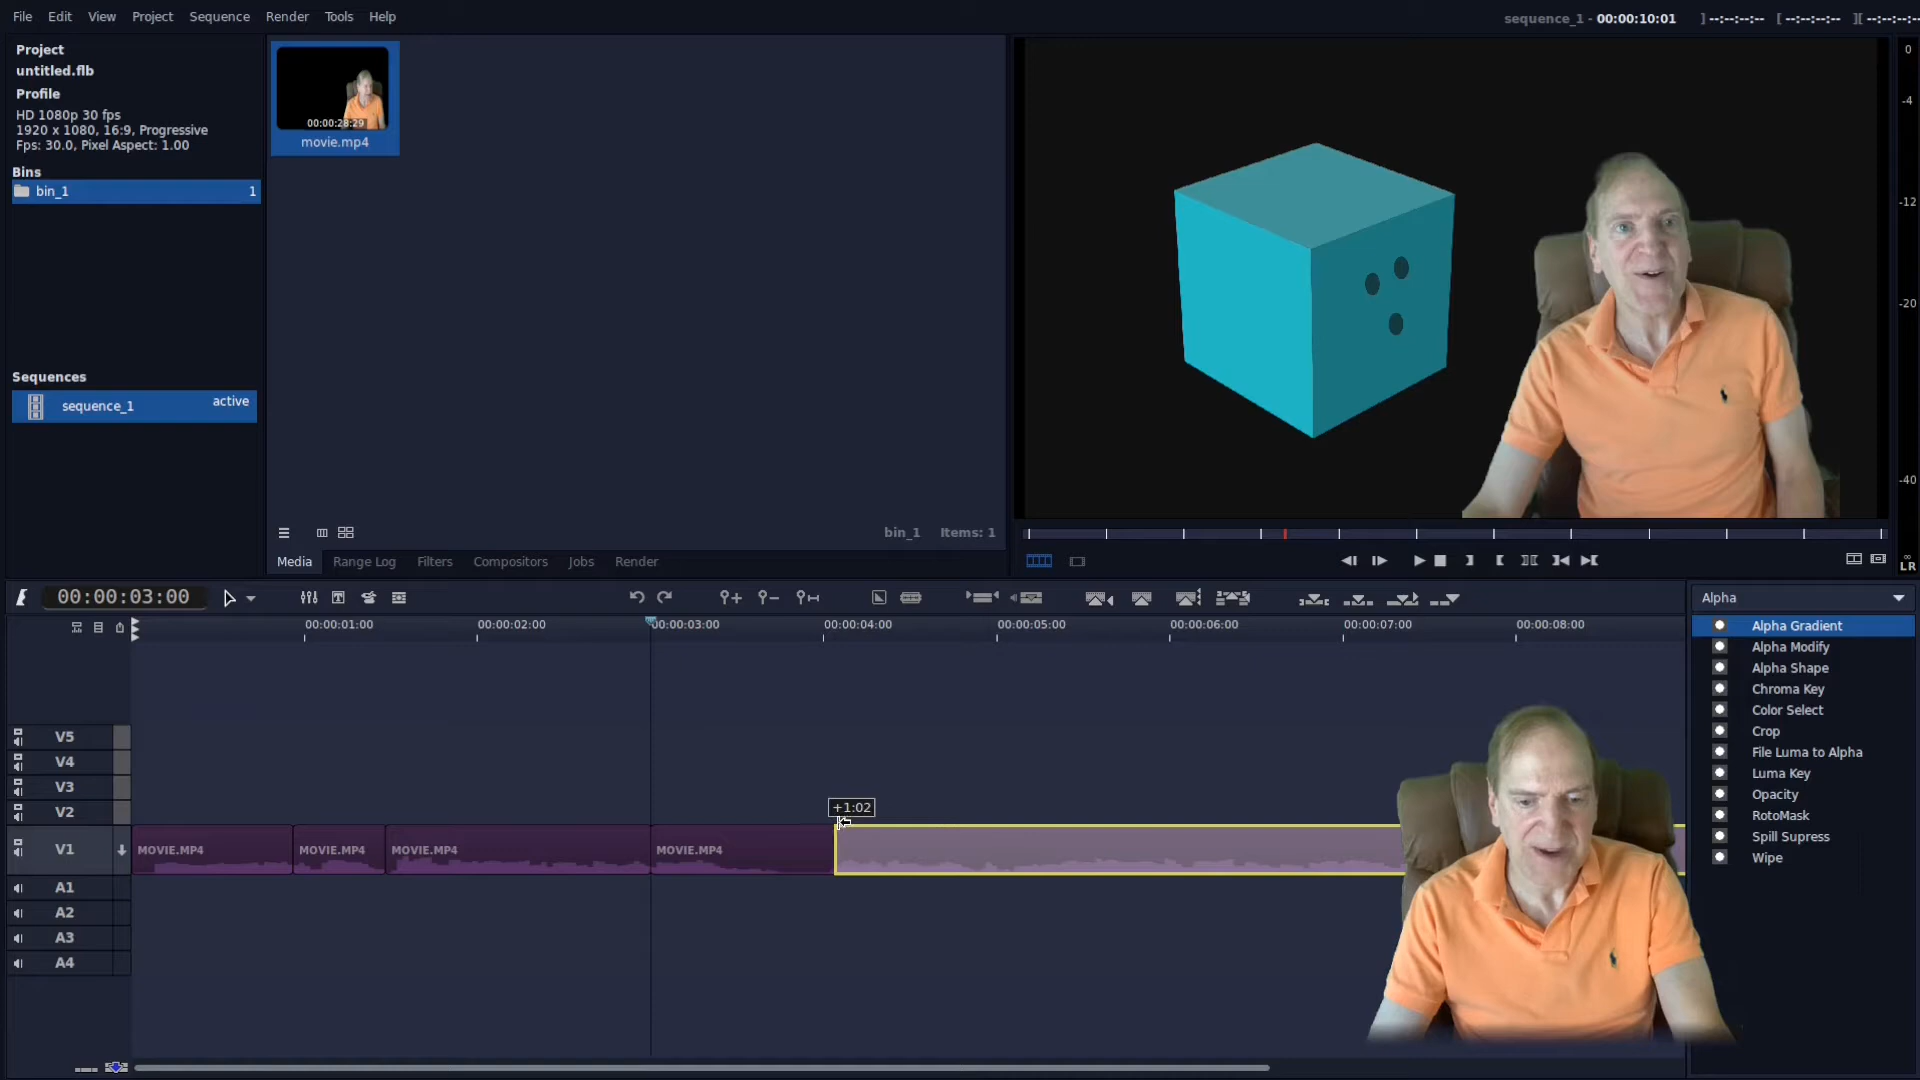 File Edit View Project Sequence Render Tools Help
sequence_1 - 00:00:10:01 ] --:--:--:-- [ --:--:--:-- ][ --:--:--:--
Project
untitled.flb
Profile
HD 1080p 30 fps
1920 x 1080, 16:9, Progressive
Fps: 30.0, Pixel Aspect: 1.00
Bins
bin_1 1
Sequences
sequence_1 active
00:00:28:29
movie.mp4
bin_1 Items: 1
Media Range Log Filters Compositors Jobs Render
0
-4
-12
-20
-40
∞
LR
00:00:03:00
00:00:01:00 00:00:02:00 00:00:03:00 00:00:04:00 00:00:05:00 00:00:06:00 00:00:07:00 00:00:08:00
V5
V4
V3
V2
+1:02
V1 MOVIE.MP4 MOVIE.MP4 MOVIE.MP4 MOVIE.MP4
A1
A2
A3
A4
Alpha
Alpha Gradient
Alpha Modify
Alpha Shape
Chroma Key
Color Select
Crop
File Luma to Alpha
Luma Key
Opacity
RotoMask
Spill Supress
Wipe